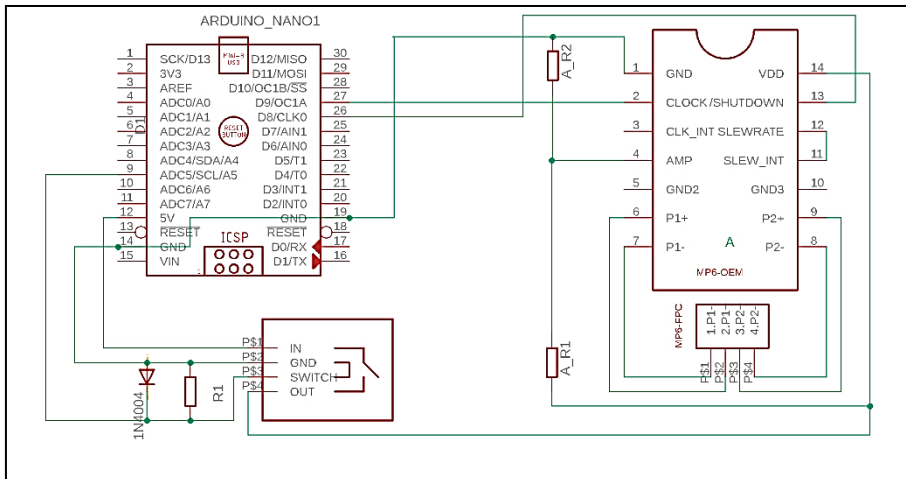 ARDUINO_NANO1
D1
1 SCK/D13 D12/MISO 30
2 3V3 D11/MOSI 29
3 AREF D10/OC1B/SS 28
4 ADC0/A0 D9/OC1A 27
5 ADC1/A1 D8/CLK0 26
6 ADC2/A2 D7/AIN1 25
7 ADC3/A3 D6/AIN0 24
8 ADC4/SDA/A4 D5/T1 23
9 ADC5/SCL/A5 D4/T0 22
10 ADC6/A6 D3/INT1 21
11 ADC7/A7 D2/INT0 20
12 5V GND 19
13 RESET RESET 18
14 GND D0/RX 17
15 VIN D1/TX 16
MINI-B
USB
RESET
BUTTON
ICSP
1
A_R2
A_R1
1 GND VDD 14
2 CLOCK/SHUTDOWN 13
3 CLK_INT SLEWRATE 12
4 AMP SLEW_INT 11
5 GND2 GND3 10
6 P1+ P2+ 9
7 P1- P2- 8
A
MP6-OEM
MP6-FPC
1.P1-
2.P1-
3.P2-
4.P2-
P$1
P$2
P$3
P$4
P$1 IN
P$2 GND
P$3 SWITCH
P$4 OUT
1N4004
R1